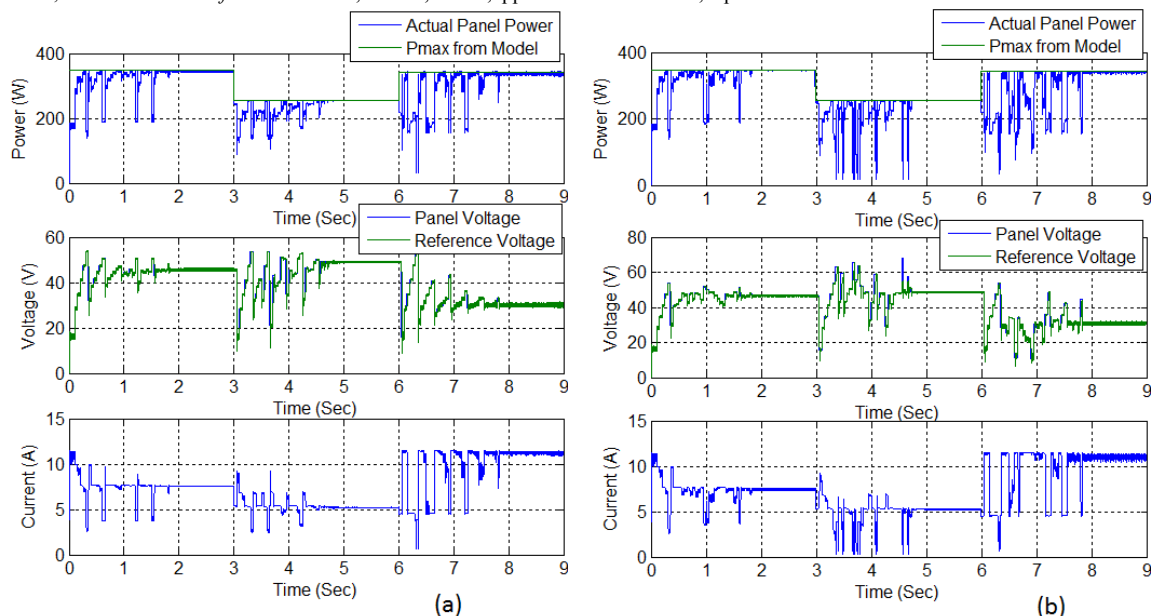 Actual Panel Power
Pmax from Model
400
200
0
Power (W)
0 1 2 3 4 5 6 7 8 9
Time (Sec)
Panel Voltage
Reference Voltage
60
40
20
0
Voltage (V)
0 1 2 3 4 5 6 7 8 9
Time (Sec)
15
10
5
0
Current (A)
0 1 2 3 4 5 6 7 8 9
Time (Sec)
(a)
Actual Panel Power
Pmax from Model
400
200
0
Power (W)
0 1 2 3 4 5 6 7 8 9
Time (Sec)
Panel Voltage
Reference Voltage
80
60
40
20
0
Voltage (V)
0 1 2 3 4 5 6 7 8 9
Time (Sec)
15
10
5
0
Current (A)
0 1 2 3 4 5 6 7 8 9
Time (Sec)
(b)